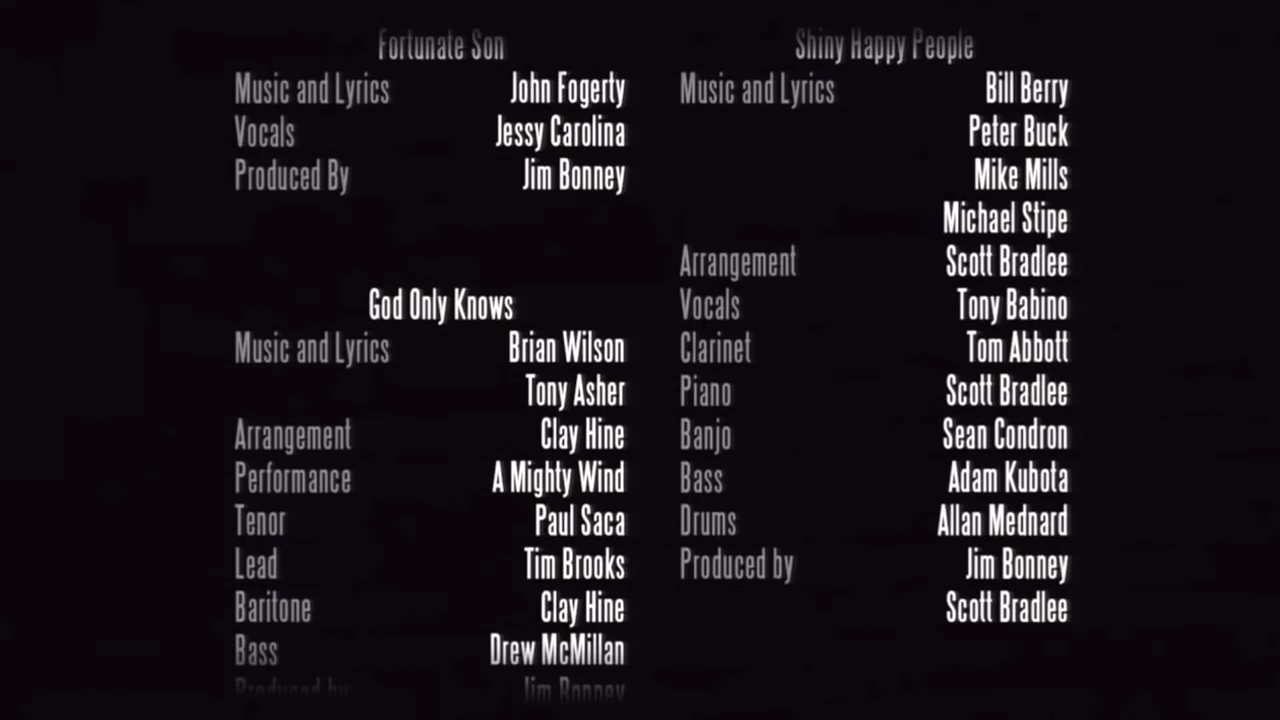 Fortunate Son
Music and Lyrics John Fogerty
Vocals Jessy Carolina
Produced By Jim Bonney
God Only Knows
Music and Lyrics Brian Wilson
Tony Asher
Arrangement Clay Hine
Performance A Mighty Wind
Tenor Paul Saca
Lead Tim Brooks
Baritone Clay Hine
Bass Drew McMillan
Produced by Jim Bonney
Shiny Happy People
Music and Lyrics Bill Berry
Peter Buck
Mike Mills
Michael Stipe
Arrangement Scott Bradlee
Vocals Tony Babino
Clarinet Tom Abbott
Piano Scott Bradlee
Banjo Sean Condron
Bass Adam Kubota
Drums Allan Mednard
Produced by Jim Bonney
Scott Bradlee